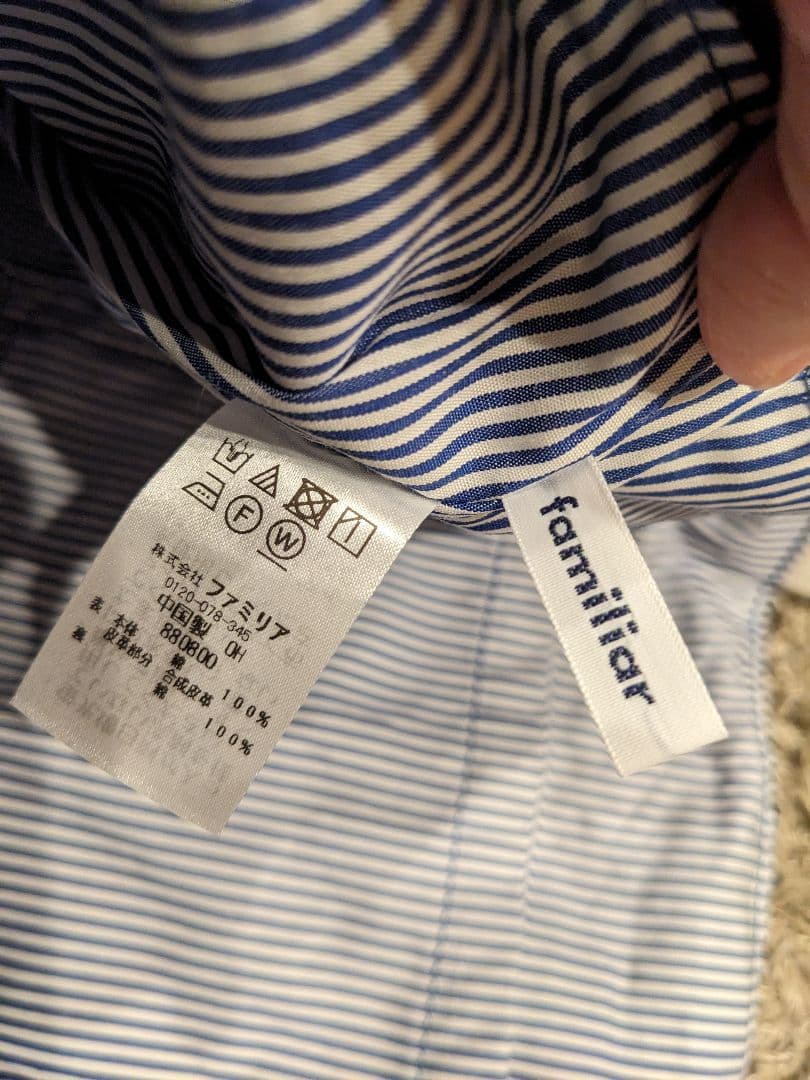 F W
株式会社 ファミリア
0120-078-345
中国製 OH
880800
表 本体 綿 100%
皮革部分 合成皮革
裏 綿 100%
familiar